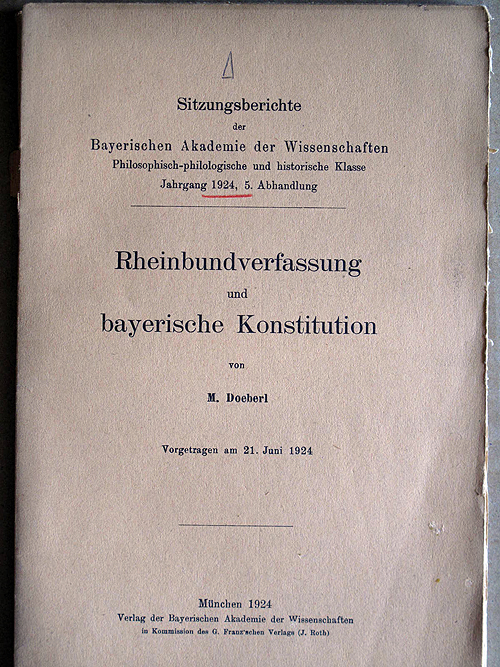 Sitzungsberichte
der
Bayerischen Akademie der Wissenschaften
Philosophisch-philologische und historische Klasse
Jahrgang 1924, 5. Abhandlung
Rheinbundverfassung
und
bayerische Konstitution
von
M. Doeberl
Vorgetragen am 21. Juni 1924
München 1924
Verlag der Bayerischen Akademie der Wissenschaften
in Kommission des G. Franz'schen Verlags (J. Roth)